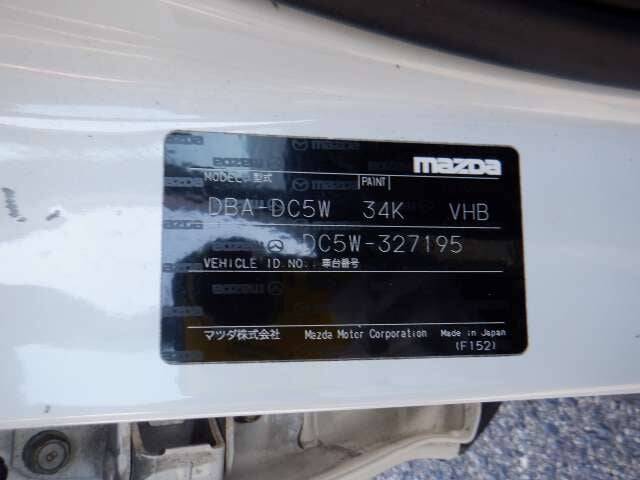 mazda
MODEL:型式 PAINT
DBA-DC5W 34K VHB
DC5W-327195
VEHICLE ID.NO.:車台番号
マツダ株式会社 Mazda Motor Corporation Made in Japan
(F152)